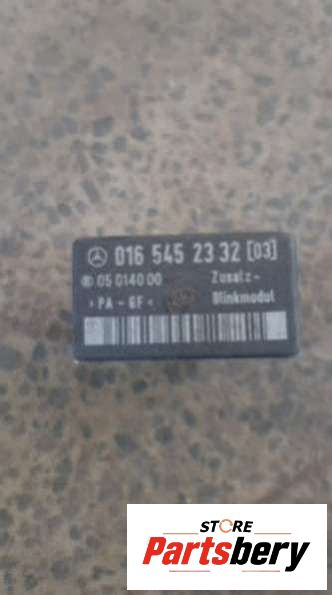 016 545 23 32 [03]
05 0140 00
Zusatz-
>PA-GF<
Blinkmodul
STORE
Partsbery